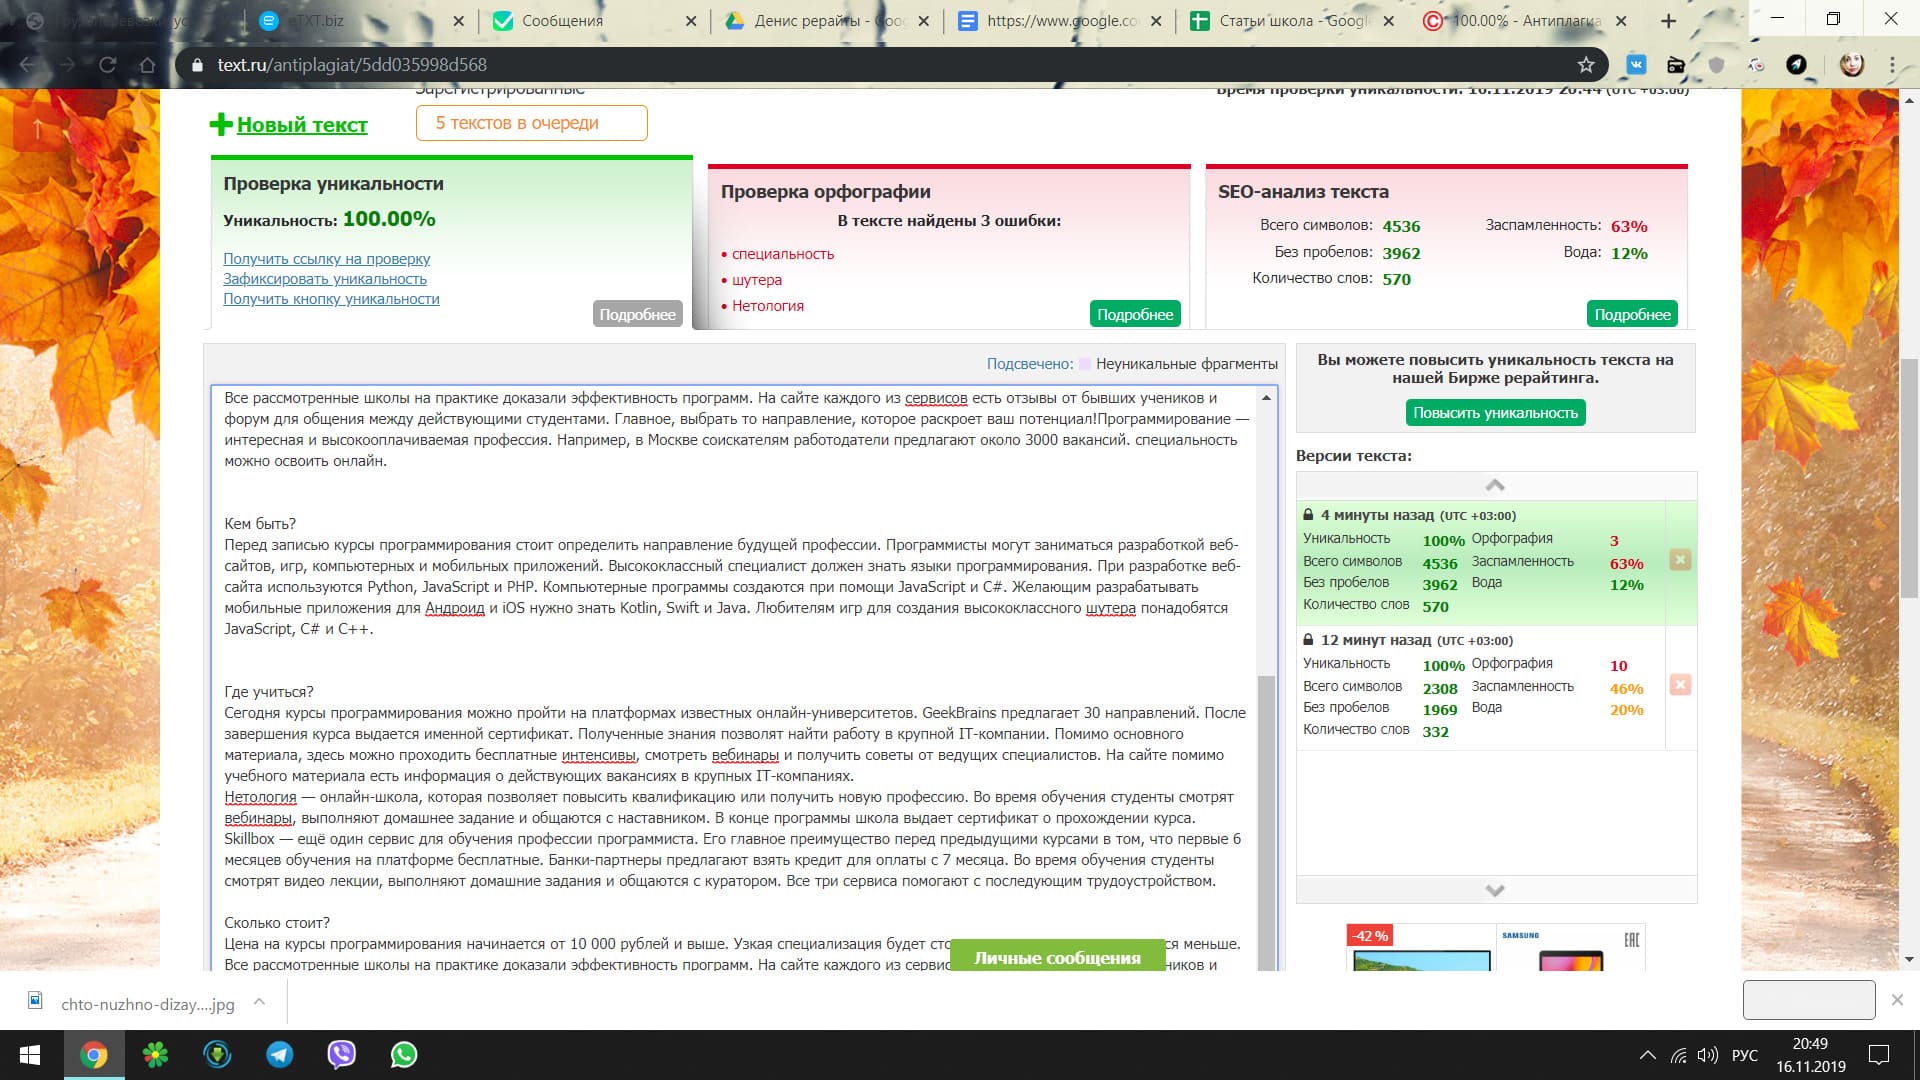 eTXT.biz
Сообщения
Денис рерайты - Goo
https://www.google.co
Статьи школа - Google
100.00% - Антиплагиа
text.ru/antiplagiat/5dd035998d568
Зарегистрированные
Время проверки уникальности: 16.11.2019 20:44 (UTC +03:00)
Новый текст
5 текстов в очереди
Проверка уникальности
Уникальность: 100.00%
Получить ссылку на проверку
Зафиксировать уникальность
Получить кнопку уникальности
Подробнее
Проверка орфографии
В тексте найдены 3 ошибки:
• специальность
• шутера
• Нетология
Подробнее
SEO-анализ текста
Всего символов: 4536 Заспамленность: 63%
Без пробелов: 3962 Вода: 12%
Количество слов: 570
Подробнее
Подсвечено: Неуникальные фрагменты
Все рассмотренные школы на практике доказали эффективность программ. На сайте каждого из сервисов есть отзывы от бывших учеников и
форум для общения между действующими студентами. Главное, выбрать то направление, которое раскроет ваш потенциал!Программирование —
интересная и высокооплачиваемая профессия. Например, в Москве соискателям работодатели предлагают около 3000 вакансий. специальность
можно освоить онлайн.
Кем быть?
Перед записью курсы программирования стоит определить направление будущей профессии. Программисты могут заниматься разработкой веб-
сайтов, игр, компьютерных и мобильных приложений. Высококлассный специалист должен знать языки программирования. При разработке веб-
сайта используются Python, JavaScript и PHP. Компьютерные программы создаются при помощи JavaScript и C#. Желающим разрабатывать
мобильные приложения для Андроид и iOS нужно знать Kotlin, Swift и Java. Любителям игр для создания высококлассного шутера понадобятся
JavaScript, C# и C++.
Где учиться?
Сегодня курсы программирования можно пройти на платформах известных онлайн-университетов. GeekBrains предлагает 30 направлений. После
завершения курса выдается именной сертификат. Полученные знания позволят найти работу в крупной IT-компании. Помимо основного
материала, здесь можно проходить бесплатные интенсивы, смотреть вебинары и получить советы от ведущих специалистов. На сайте помимо
учебного материала есть информация о действующих вакансиях в крупных IT-компаниях.
Нетология — онлайн-школа, которая позволяет повысить квалификацию или получить новую профессию. Во время обучения студенты смотрят
вебинары, выполняют домашнее задание и общаются с наставником. В конце программы школа выдает сертификат о прохождении курса.
Skillbox — ещё один сервис для обучения профессии программиста. Его главное преимущество перед предыдущими курсами в том, что первые 6
месяцев обучения на платформе бесплатные. Банки-партнеры предлагают взять кредит для оплаты с 7 месяца. Во время обучения студенты
смотрят видео лекции, выполняют домашние задания и общаются с куратором. Все три сервиса помогают с последующим трудоустройством.
Сколько стоит?
Цена на курсы программирования начинается от 10 000 рублей и выше. Узкая специализация будет сто ся меньше.
Все рассмотренные школы на практике доказали эффективность программ. На сайте каждого из сервис ников и
Личные сообщения
Вы можете повысить уникальность текста на
нашей Бирже рерайтинга.
Повысить уникальность
Версии текста:
4 минуты назад (UTC +03:00)
Уникальность 100% Орфография 3
Всего символов 4536 Заспамленность 63%
Без пробелов 3962 Вода 12%
Количество слов 570
12 минут назад (UTC +03:00)
Уникальность 100% Орфография 10
Всего символов 2308 Заспамленность 46%
Без пробелов 1969 Вода 20%
Количество слов 332
-42 %
SAMSUNG
EAC
chto-nuzhno-dizay....jpg
РУС
20:49
16.11.2019